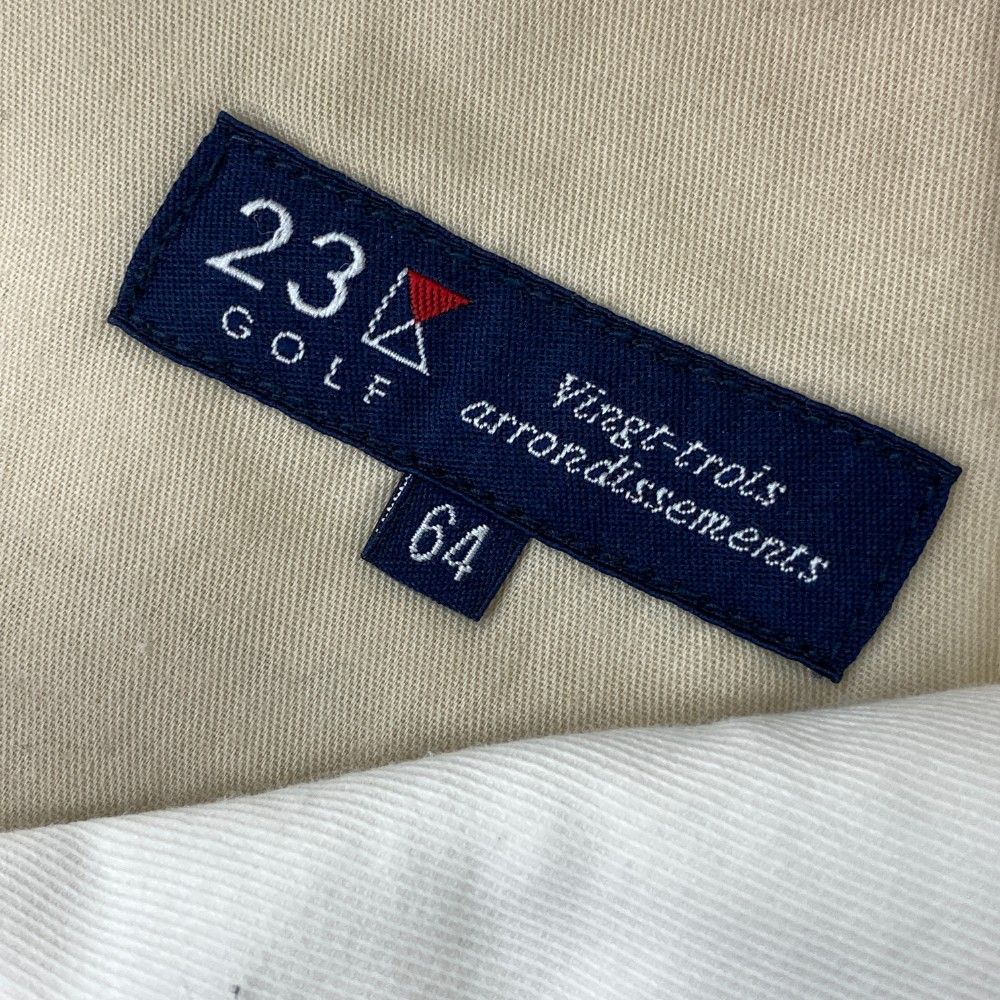 23
GOLF
Vingt-trois
arrondissements
64